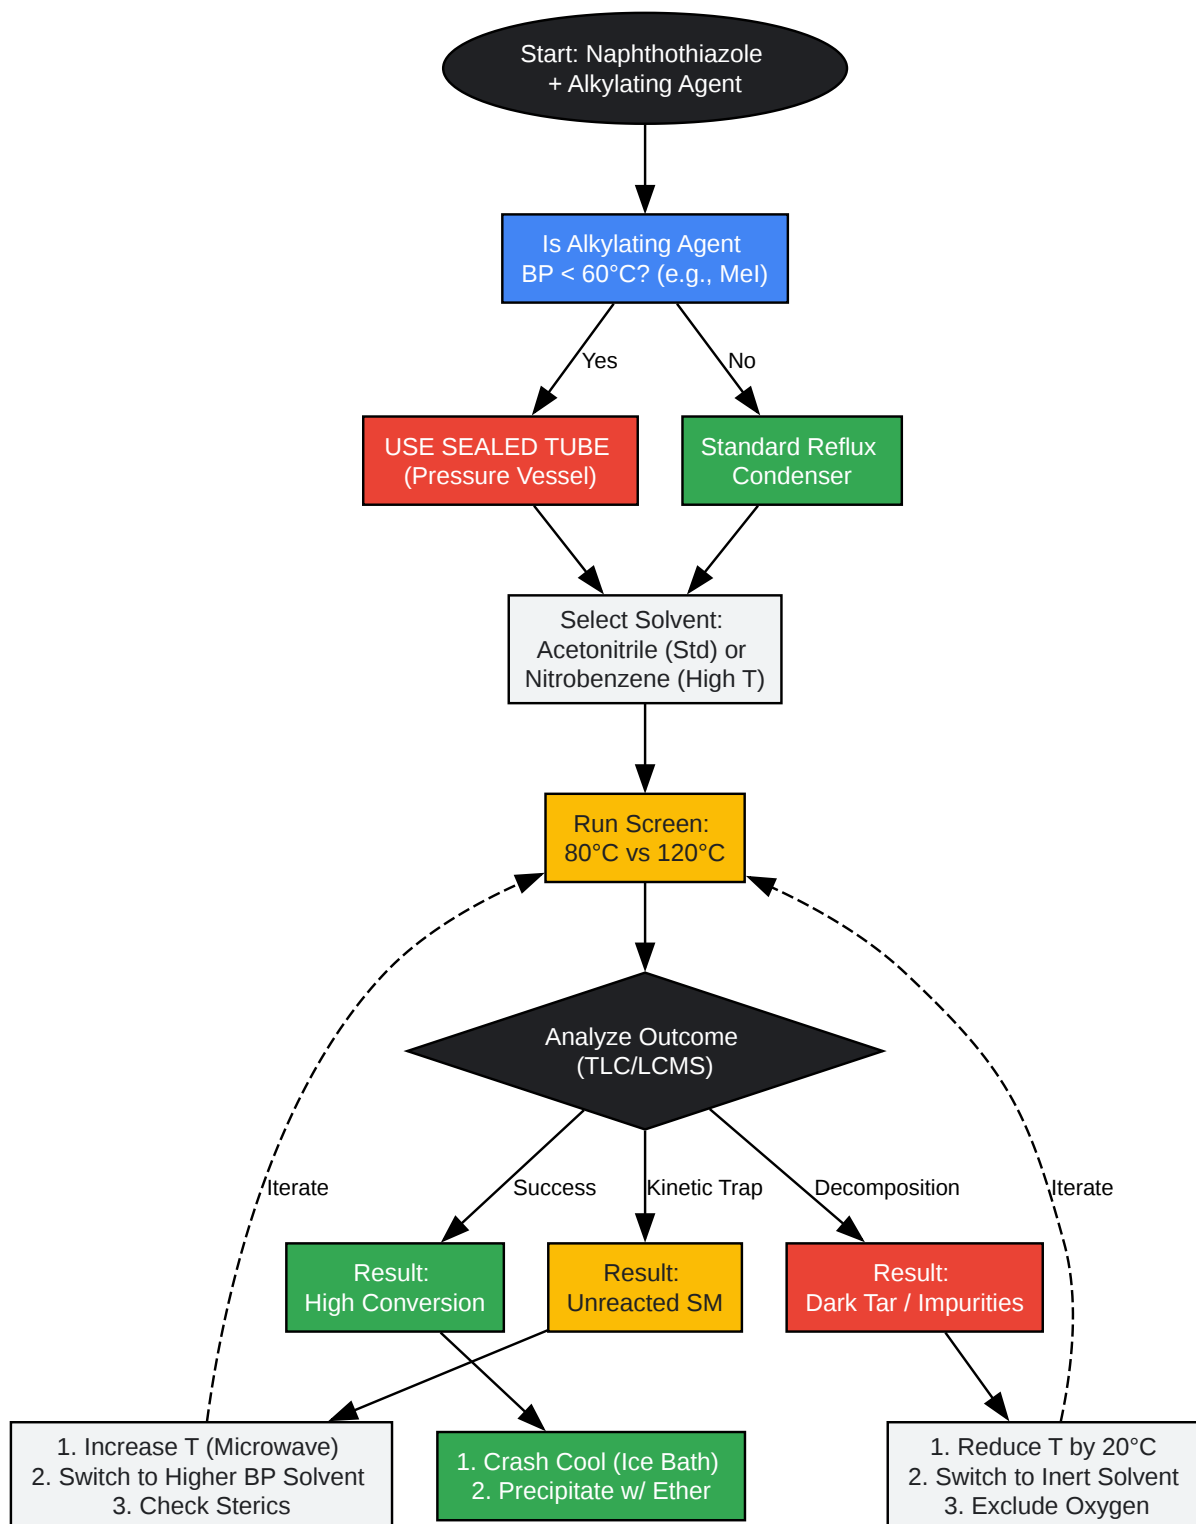 Start: Naphthothiazole
+ Alkylating Agent
Is Alkylating Agent
BP < 60°C? (e.g., MeI)
Yes
No
USE SEALED TUBE
(Pressure Vessel)
Standard Reflux
Condenser
Select Solvent:
Acetonitrile (Std) or
Nitrobenzene (High T)
Run Screen:
80°C vs 120°C
Analyze Outcome
(TLC/LCMS)
Iterate
Success
Kinetic Trap
Decomposition
Iterate
Result:
High Conversion
Result:
Unreacted SM
Result:
Dark Tar / Impurities
1. Increase T (Microwave)
2. Switch to Higher BP Solvent
3. Check Sterics
1. Crash Cool (Ice Bath)
2. Precipitate w/ Ether
1. Reduce T by 20°C
2. Switch to Inert Solvent
3. Exclude Oxygen